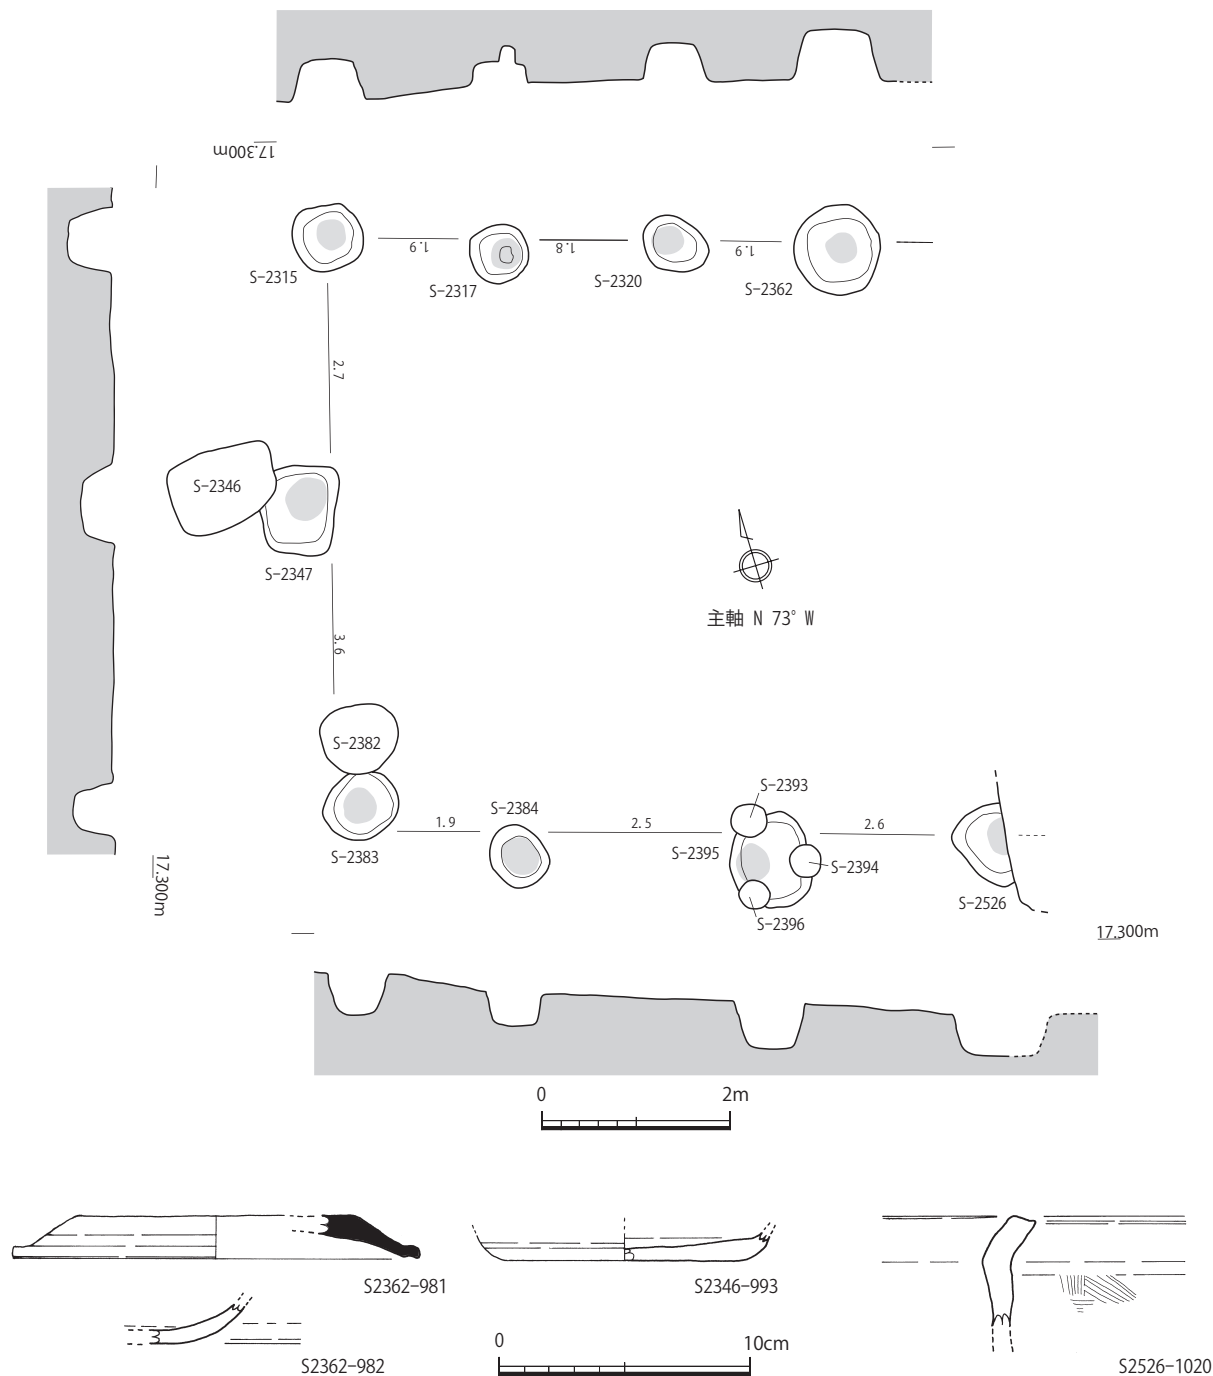 17.300m
S-2315
1.9
S-2317
1.8
S-2320
1.9
S-2362
2.7
S-2346
S-2347
主軸 N 73° W
3.6
S-2382
S-2383
1.9
S-2384
2.5
S-2393
S-2395
S-2394
S-2396
2.6
S-2526
17.300m
17.300m
0 2m
S2362-981
S2346-993
S2362-982
0 10cm
S2526-1020